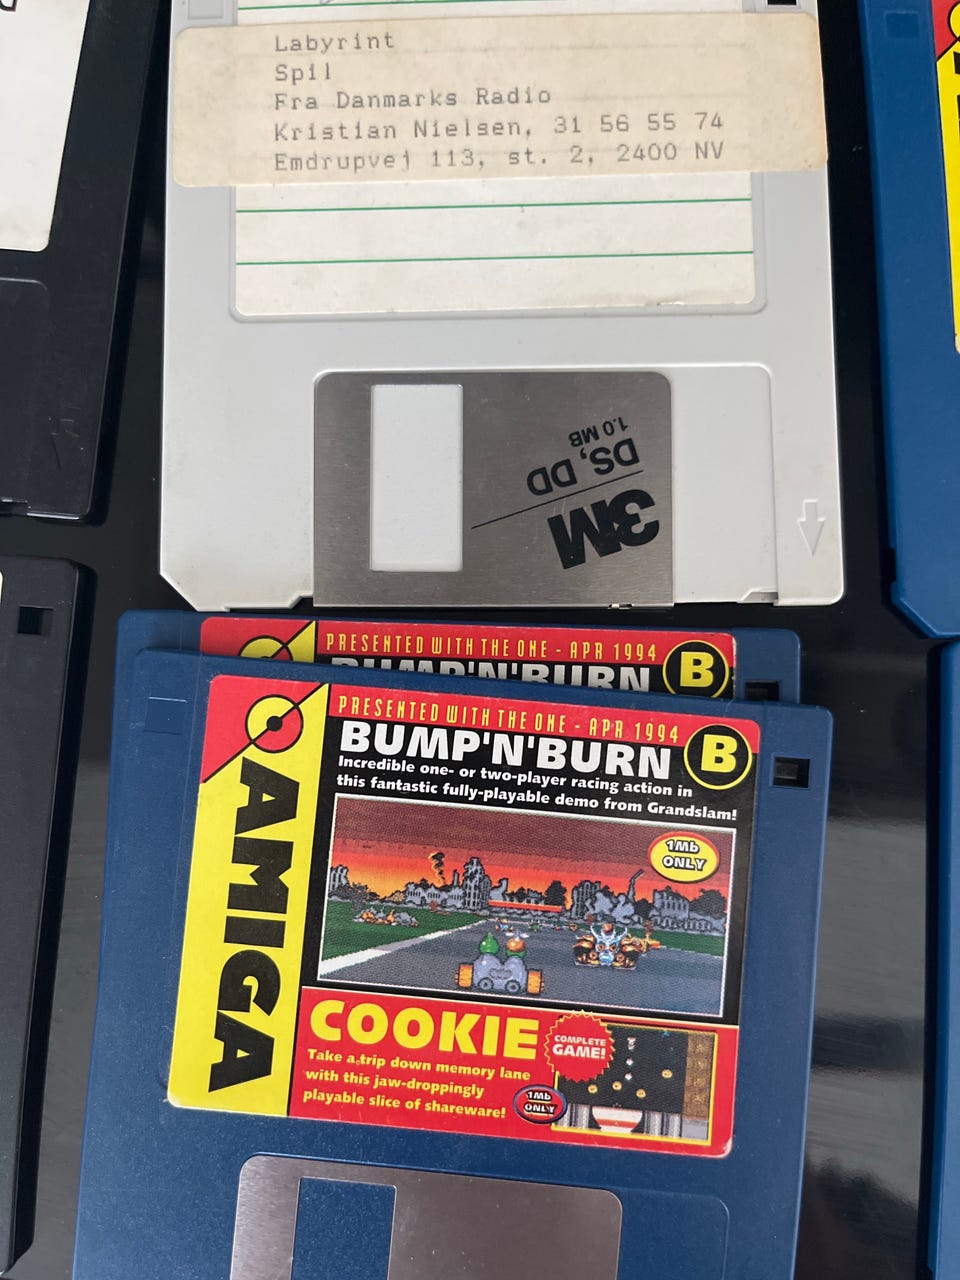 Labyrint
Spil
Fra Danmarks Radio
Kristian Nielsen, 31 56 55 74
Emdrupvej 113, st. 2, 2400 NV
3M
DS, DD
1.0 MB
PRESENTED WITH THE ONE - APR 1994
BUMP'N'BURN
B
AMIGA
PRESENTED WITH THE ONE - APR 1994
BUMP'N'BURN
B
Incredible one- or two-player racing action in
this fantastic fully-playable demo from Grandslam!
1Mb
ONLY
COOKIE
COMPLETE
GAME!
Take a trip down memory lane
with this jaw-droppingly
playable slice of shareware!
1Mb
ONLY